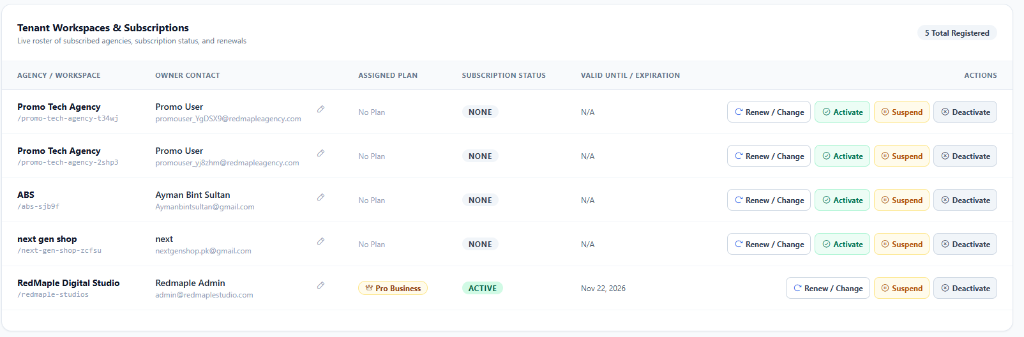 Tenant Workspaces & Subscriptions
Live roster of subscribed agencies, subscription status, and renewals
5 Total Registered
AGENCY / WORKSPACE OWNER CONTACT ASSIGNED PLAN SUBSCRIPTION STATUS VALID UNTIL / EXPIRATION ACTIONS
Promo Tech Agency Promo User No Plan NONE N/A Renew / Change Activate Suspend Deactivate
/promo-tech-agency-t34wj promouser_YgDSX9@redmapleagency.com
Promo Tech Agency Promo User No Plan NONE N/A Renew / Change Activate Suspend Deactivate
/promo-tech-agency-2shp3 promouser_yj8zhm@redmapleagency.com
ABS Ayman Bint Sultan No Plan NONE N/A Renew / Change Activate Suspend Deactivate
/abs-sjb9f Aymanbintsultan@gmail.com
next gen shop next No Plan NONE N/A Renew / Change Activate Suspend Deactivate
/next-gen-shop-zcfsu nextgenshop.pk@gmail.com
RedMaple Digital Studio Redmaple Admin Pro Business ACTIVE Nov 22, 2026 Renew / Change Suspend Deactivate
/redmaple-studios admin@redmaplestudio.com